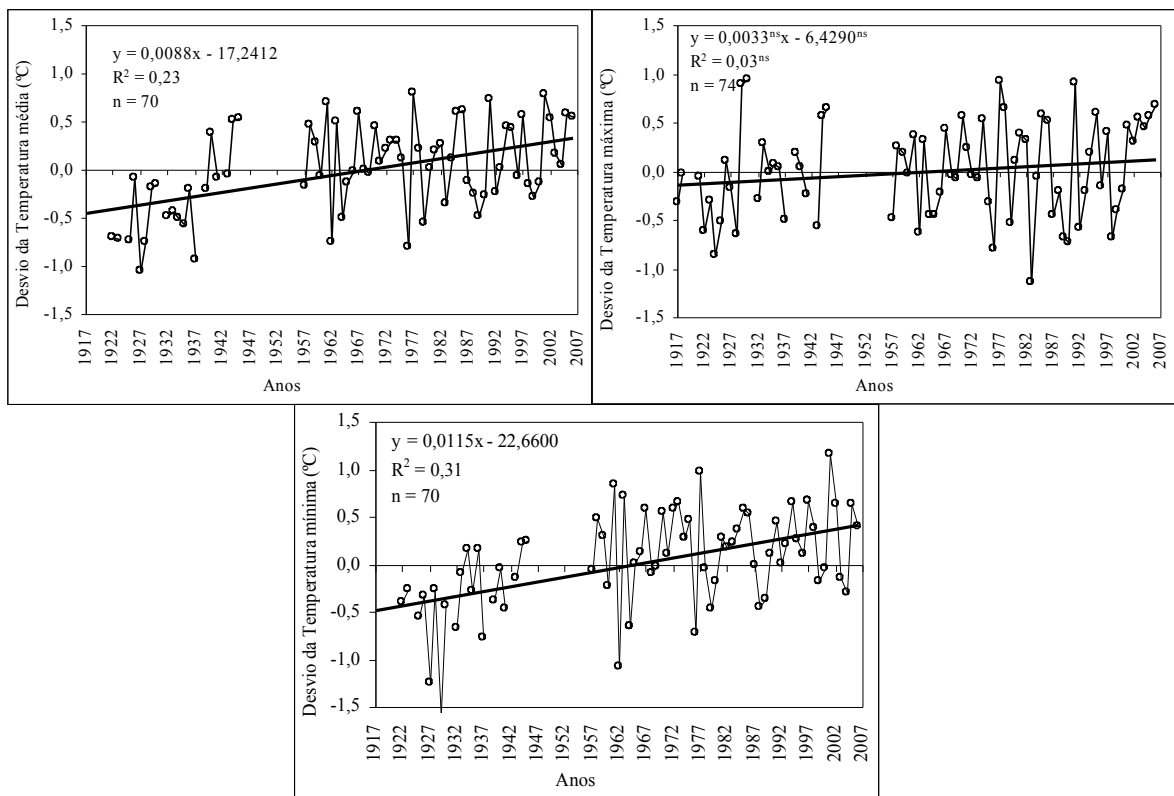 y = 0,0088x - 17,2412
R² = 0,23
n = 70
Desvio da Temperatura média (ºC)
1,5
1,0
0,5
0,0
-0,5
-1,0
-1,5
1917 1922 1927 1932 1937 1942 1947 1952 1957 1962 1967 1972 1977 1982 1987 1992 1997 2002 2007
Anos
y = 0,0033ⁿˢx - 6,4290ⁿˢ
R² = 0,03ⁿˢ
n = 74
Desvio da Temperatura máxima (ºC)
1,5
1,0
0,5
0,0
-0,5
-1,0
-1,5
1917 1922 1927 1932 1937 1942 1947 1952 1957 1962 1967 1972 1977 1982 1987 1992 1997 2002 2007
Anos
y = 0,0115x - 22,6600
R² = 0,31
n = 70
Desvio da Temperatura mínima (ºC)
1,5
1,0
0,5
0,0
-0,5
-1,0
-1,5
1917 1922 1927 1932 1937 1942 1947 1952 1957 1962 1967 1972 1977 1982 1987 1992 1997 2002 2007
Anos